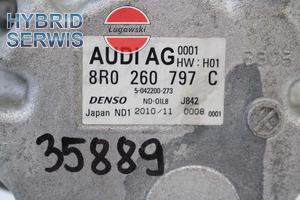 HYBRID
SERWIS
Ługowski
AUDI AG 0001
HW: H01
8R0 260 797 C
5-042200-273
DENSO ND-OIL8 J842
Japan ND1 2010/11 0008 0001
35889